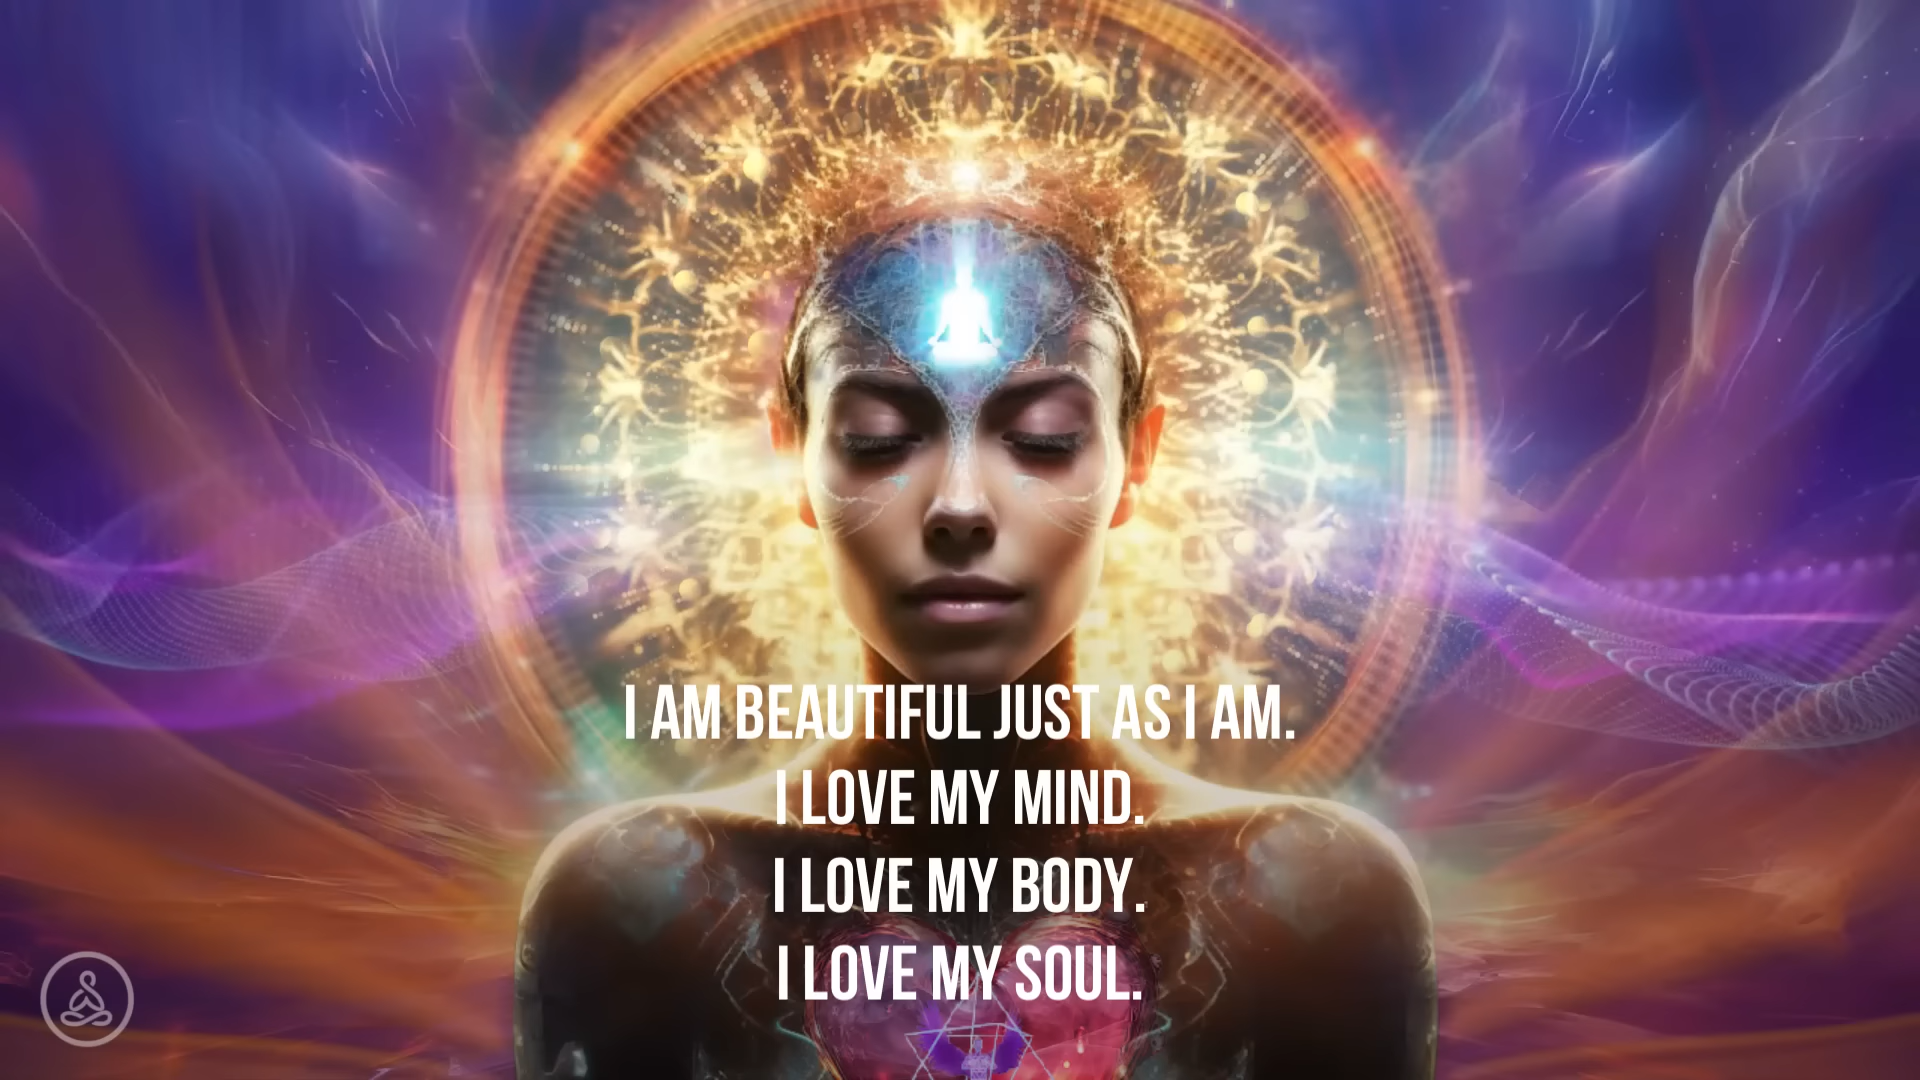 I AM BEAUTIFUL JUST AS I AM.
I LOVE MY MIND.
I LOVE MY BODY.
I LOVE MY SOUL.